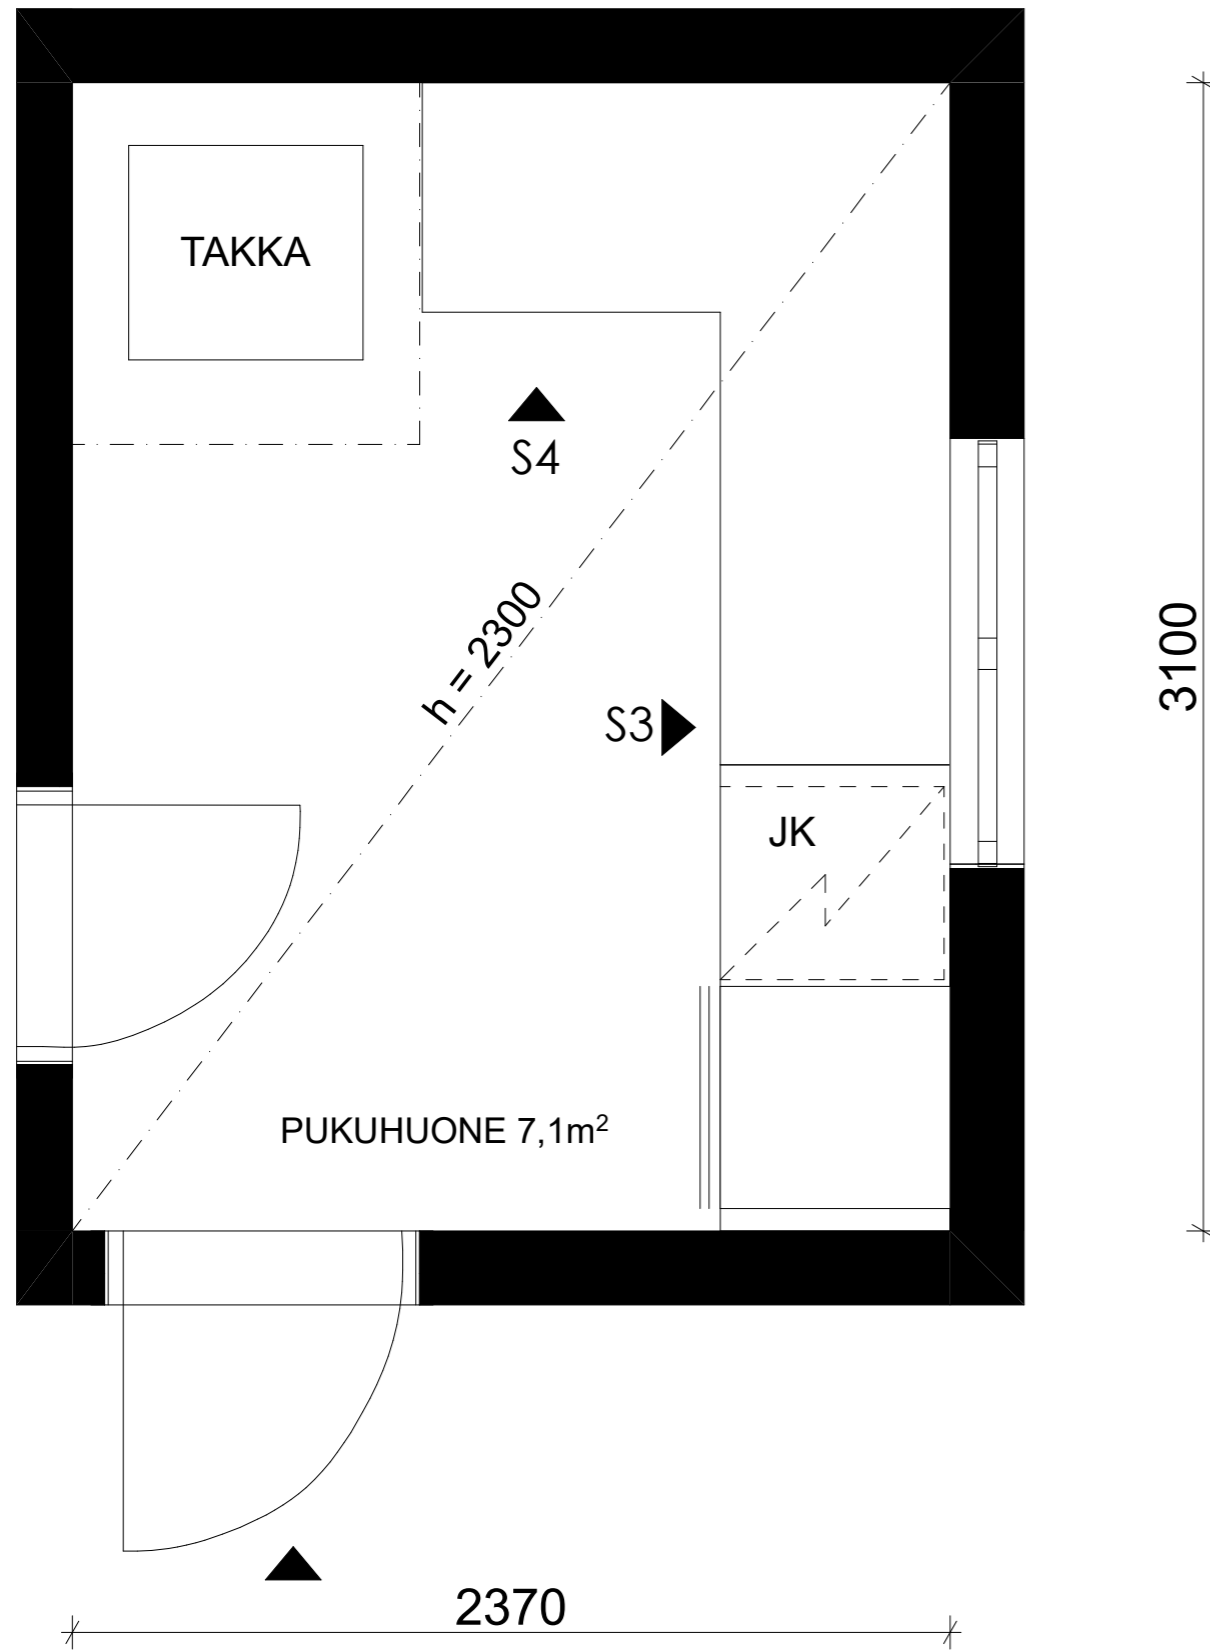 TAKKA
S4
h = 2300
3100
S3
JK
PUKUHUONE 7,1m²
2370